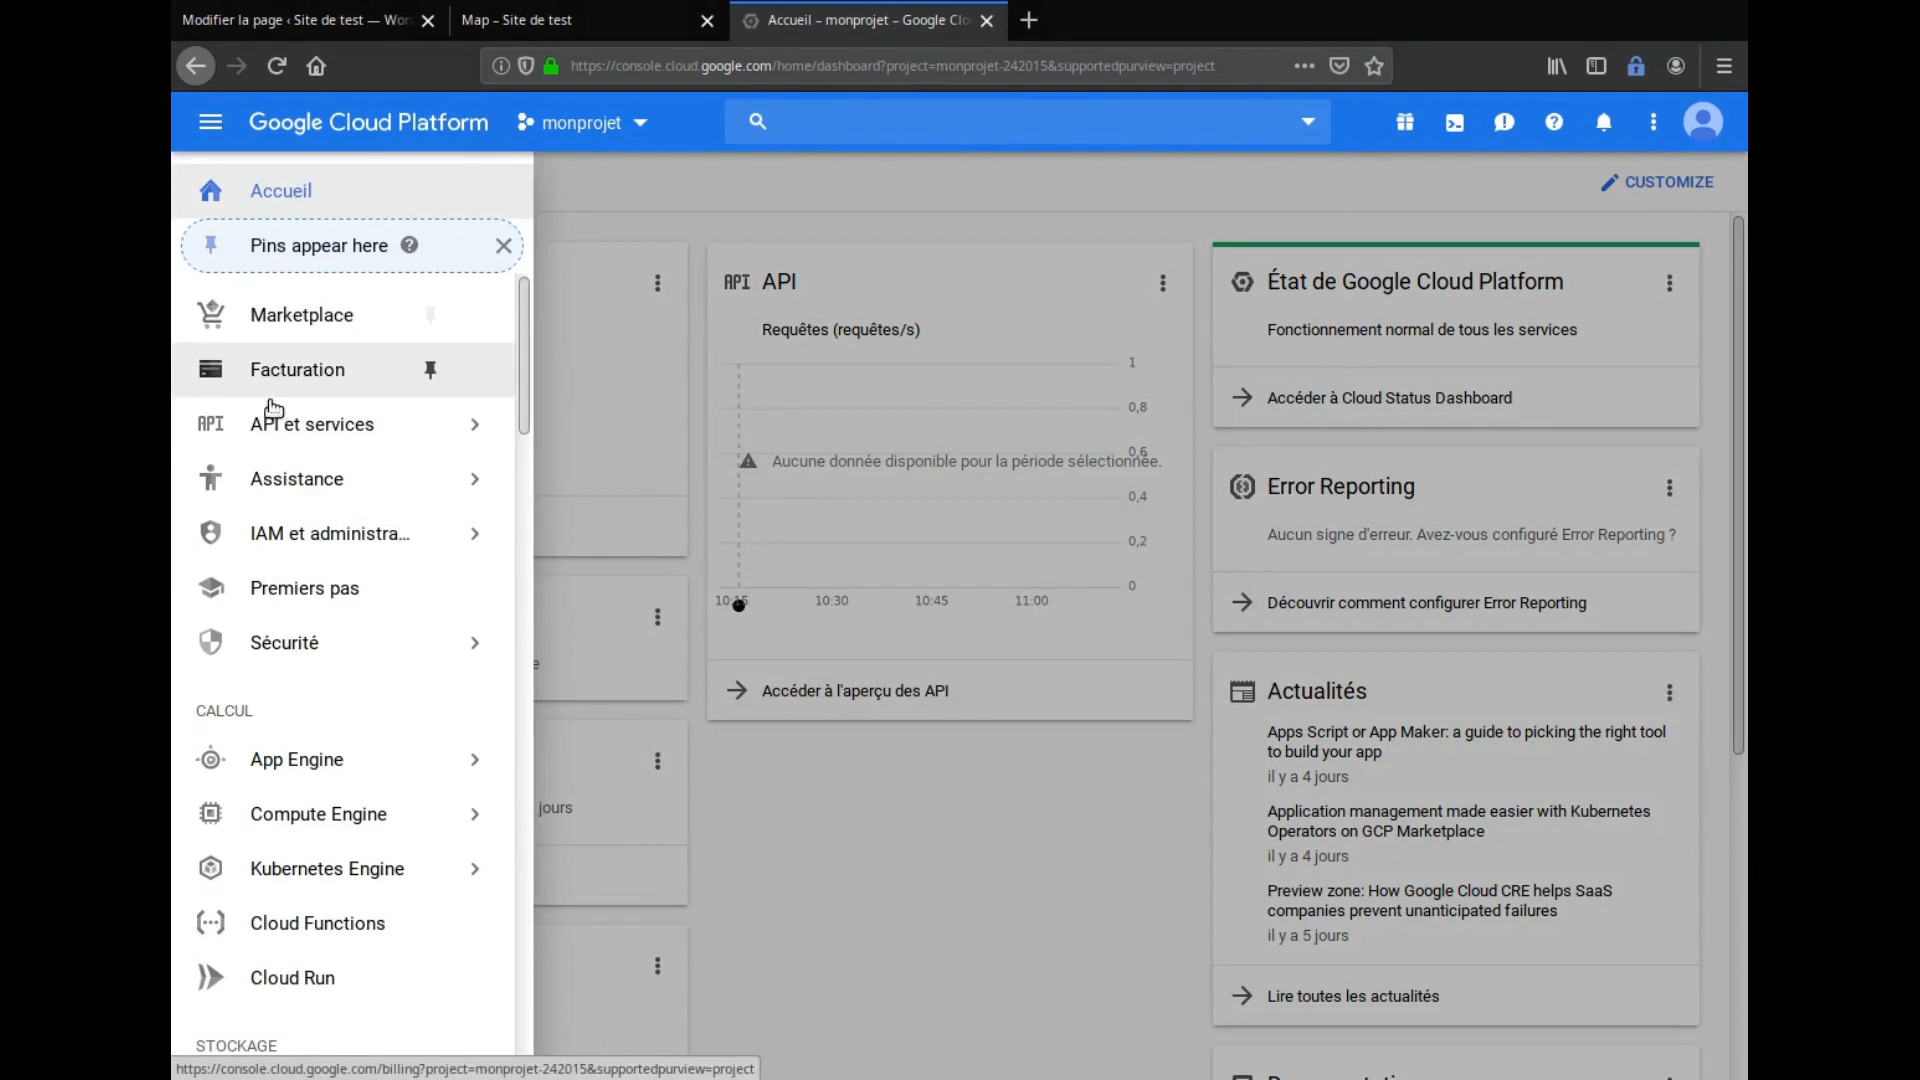 Modifier la page ‹ Site de test — Wor
Map – Site de test
Accueil – monprojet – Google Clo
https://console.cloud.google.com/home/dashboard?project=monprojet-242015&supportedpurview=project
Google Cloud Platform
monprojet
Accueil
Pins appear here
Marketplace
Facturation
API API et services
Assistance
IAM et administra...
Premiers pas
Sécurité
CALCUL
App Engine
Compute Engine
Kubernetes Engine
Cloud Functions
Cloud Run
STOCKAGE
https://console.cloud.google.com/billing?project=monprojet-242015&supportedpurview=project
CUSTOMIZE
e
jours
API API
Requêtes (requêtes/s)
1
0,8
0,6
Aucune donnée disponible pour la période sélectionnée.
0,4
0,2
0
10:15 10:30 10:45 11:00
Accéder à l'aperçu des API
État de Google Cloud Platform
Fonctionnement normal de tous les services
Accéder à Cloud Status Dashboard
Error Reporting
Aucun signe d'erreur. Avez-vous configuré Error Reporting ?
Découvrir comment configurer Error Reporting
Actualités
Apps Script or App Maker: a guide to picking the right tool
to build your app
il y a 4 jours
Application management made easier with Kubernetes
Operators on GCP Marketplace
il y a 4 jours
Preview zone: How Google Cloud CRE helps SaaS
companies prevent unanticipated failures
il y a 5 jours
Lire toutes les actualités